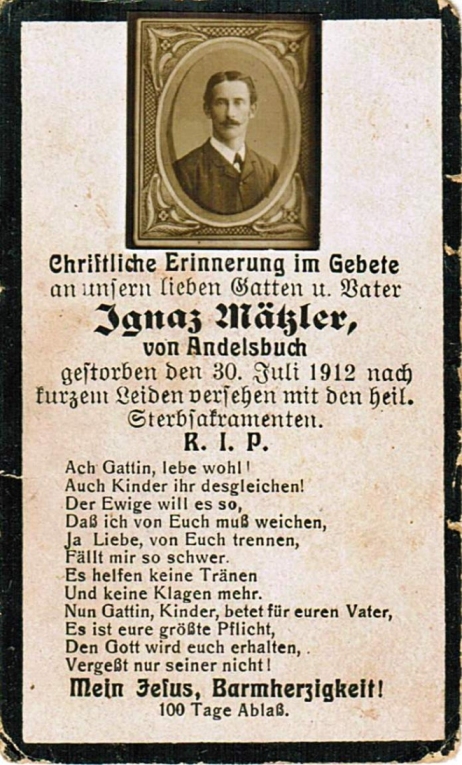 Christliche Erinnerung im Gebete
an unsern lieben Gatten u. Vater
Ignaz Mätzler,
von Andelsbuch
gestorben den 30. Juli 1912 nach
kurzem Leiden versehen mit den heil.
Sterbsakramenten.
R. I. P.
Ach Gattin, lebe wohl!
Auch Kinder ihr desgleichen!
Der Ewige will es so,
Daß ich von Euch muß weichen,
Ja Liebe, von Euch trennen,
Fällt mir so schwer.
Es helfen keine Tränen
Und keine Klagen mehr.
Nun Gattin, Kinder, betet für euren Vater,
Es ist eure größte Pflicht,
Den Gott wird euch erhalten, .
Vergeßt nur seiner nicht!
Mein Jesus, Barmherzigkeit!
100 Tage Ablaß.